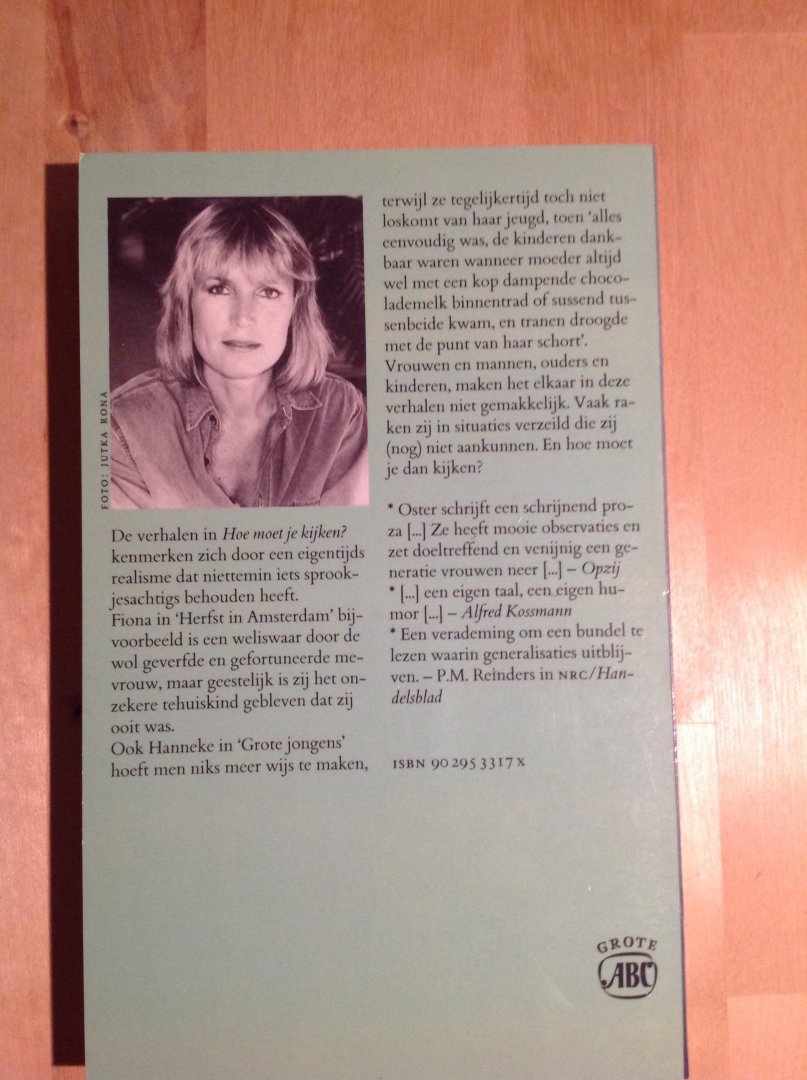 FOTO: JUTKA RONA
De verhalen in Hoe moet je kijken?
kenmerken zich door een eigentijds
realisme dat niettemin iets sprook-
jesachtigs behouden heeft.
Fiona in ‘Herfst in Amsterdam’ bij-
voorbeeld is een weliswaar door de
wol geverfde en gefortuneerde me-
vrouw, maar geestelijk is zij het on-
zekere tehuiskind gebleven dat zij
ooit was.
Ook Hanneke in ‘Grote jongens’
hoeft men niks meer wijs te maken,
terwijl ze tegelijkertijd toch niet
loskomt van haar jeugd, toen ‘alles
eenvoudig was, de kinderen dank-
baar waren wanneer moeder altijd
wel met een kop dampende choco-
lademelk binnentrad of sussend tus-
senbeide kwam, en tranen droogde
met de punt van haar schort’.
Vrouwen en mannen, ouders en
kinderen, maken het elkaar in deze
verhalen niet gemakkelijk. Vaak ra-
ken zij in situaties verzeild die zij
(nog) niet aankunnen. En hoe moet
je dan kijken?
* Oster schrijft een schrijnend pro-
za [...] Ze heeft mooie observaties en
zet doeltreffend en venijnig een ge-
neratie vrouwen neer [...] – Opzij
* [...] een eigen taal, een eigen hu-
mor [...] – Alfred Kossmann
* Een verademing om een bundel te
lezen waarin generalisaties uitblij-
ven. – P.M. Reinders in NRC/Han-
delsblad
ISBN 90 295 3317 X
GROTE
ABC